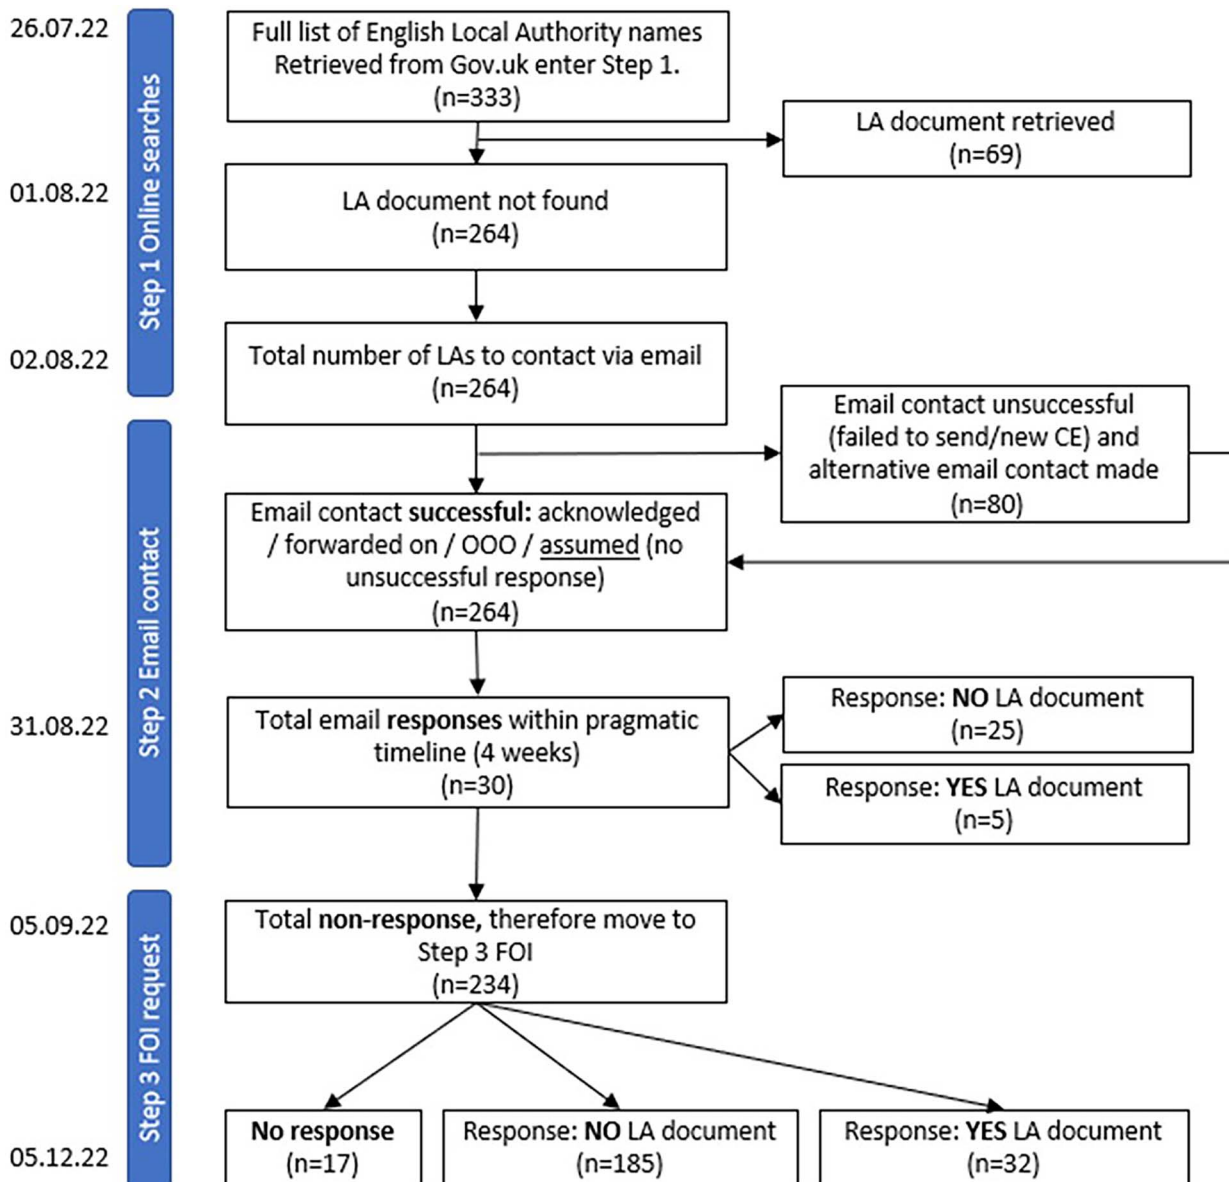 26.07.22
Step 1 Online searches
Full list of English Local Authority names
Retrieved from Gov.uk enter Step 1.
(n=333)
LA document retrieved
(n=69)
01.08.22
LA document not found
(n=264)
02.08.22
Total number of LAs to contact via email
(n=264)
Email contact unsuccessful
(failed to send/new CE) and
alternative email contact made
(n=80)
Step 2 Email contact
Email contact successful: acknowledged
/ forwarded on / OOO / assumed (no
unsuccessful response)
(n=264)
31.08.22
Total email responses within pragmatic
timeline (4 weeks)
(n=30)
Response: NO LA document
(n=25)
Response: YES LA document
(n=5)
05.09.22
Step 3 FOI request
Total non-response, therefore move to
Step 3 FOI
(n=234)
05.12.22
No response
(n=17)
Response: NO LA document
(n=185)
Response: YES LA document
(n=32)